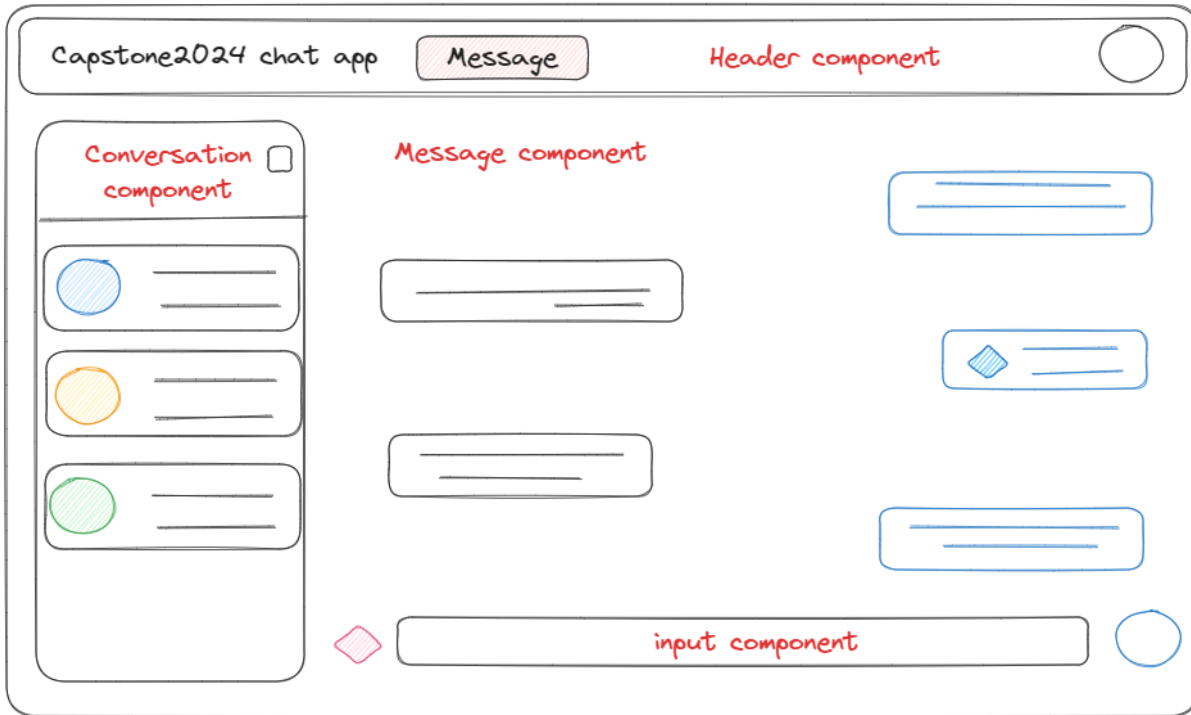 Capstone2024 chat app
Message
Header component
Conversation
component
Message component
input component